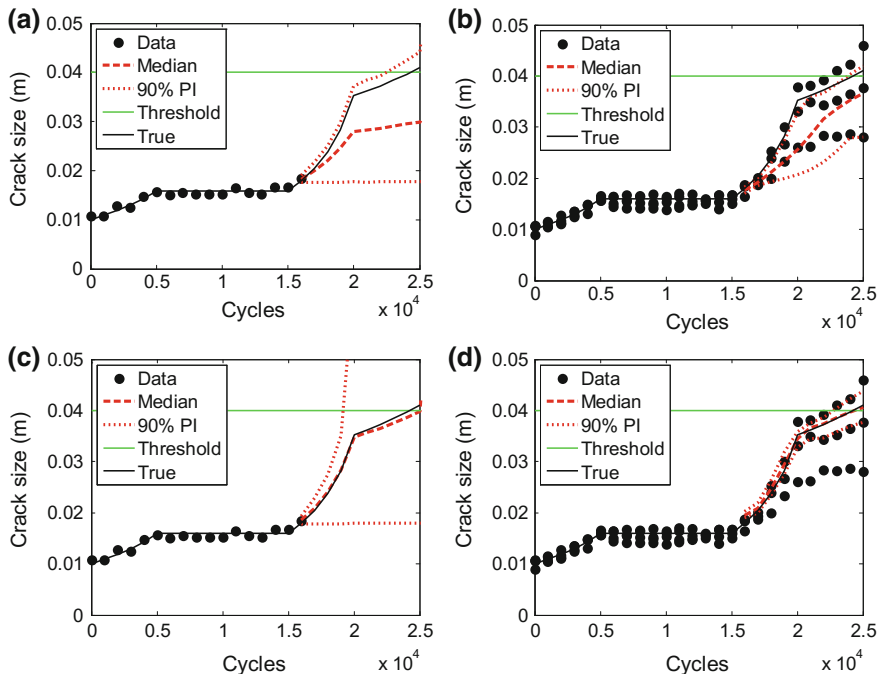 (a)
Crack size (m)
0.05
0.04
0.03
0.02
0.01
0
Data
Median
90% PI
Threshold
True
0 0.5 1 1.5 2 2.5
Cycles
x 10^4
(b)
Crack size (m)
0.05
0.04
0.03
0.02
0.01
0
Data
Median
90% PI
Threshold
True
0 0.5 1 1.5 2 2.5
Cycles
x 10^4
(c)
Crack size (m)
0.05
0.04
0.03
0.02
0.01
0
Data
Median
90% PI
Threshold
True
0 0.5 1 1.5 2 2.5
Cycles
x 10^4
(d)
Crack size (m)
0.05
0.04
0.03
0.02
0.01
0
Data
Median
90% PI
Threshold
True
0 0.5 1 1.5 2 2.5
Cycles
x 10^4